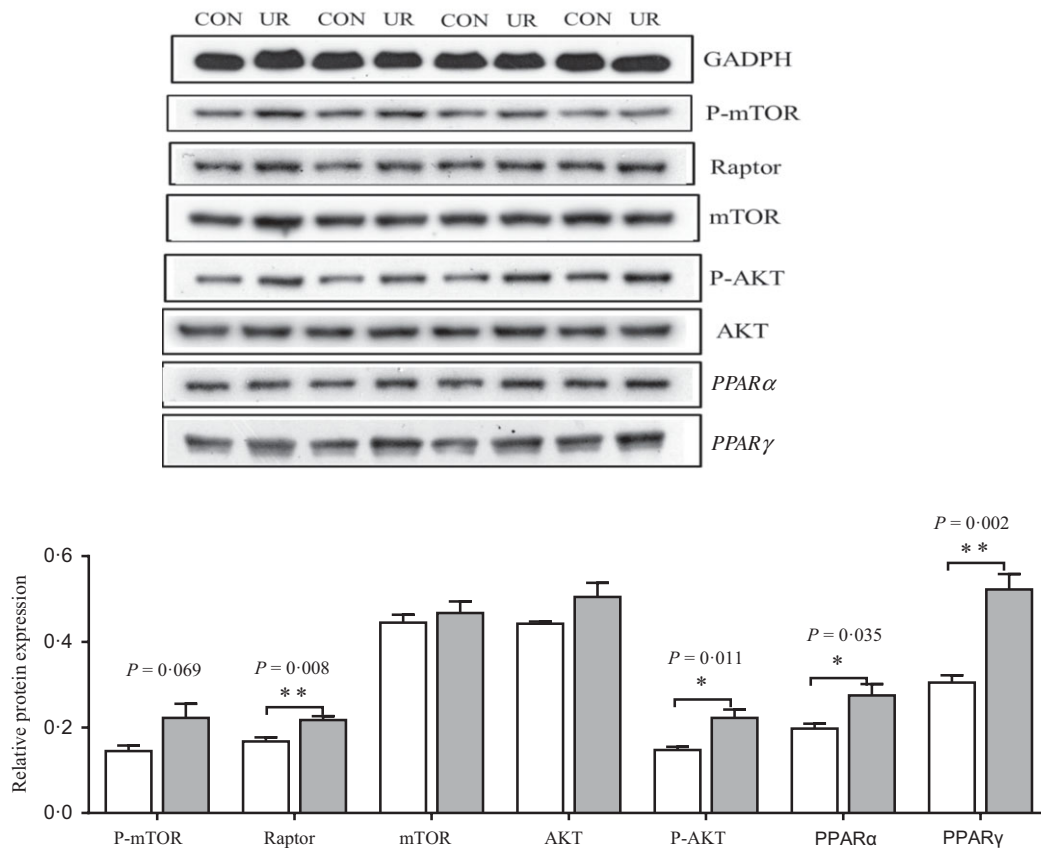 CON UR CON UR CON UR CON UR
GADPH
P-mTOR
Raptor
mTOR
P-AKT
AKT
PPARα
PPARγ
Relative protein expression
0·6
0·4
0·2
0·0
P = 0·069
P = 0·008
**
P = 0·011
*
P = 0·035
*
P = 0·002
**
P-mTOR Raptor mTOR AKT P-AKT PPARα PPARγ